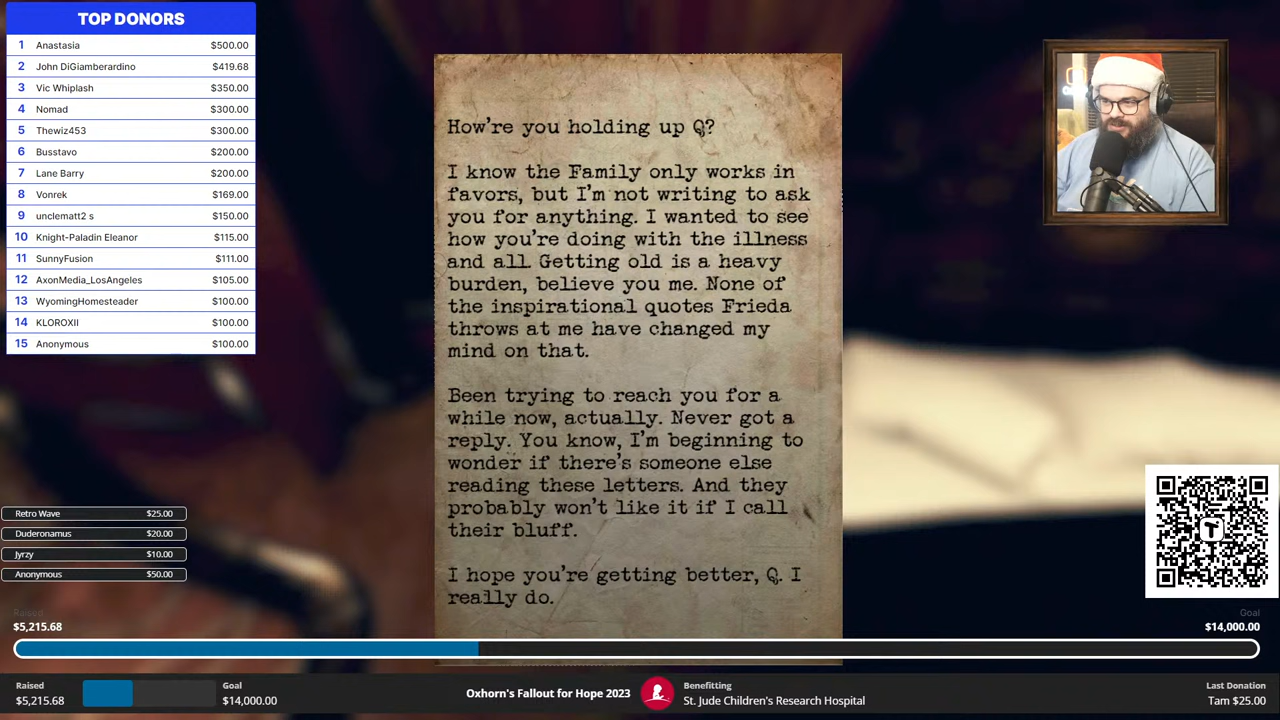 TOP DONORS
1 Anastasia $500.00
2 John DiGiamberardino $419.68
3 Vic Whiplash $350.00
4 Nomad $300.00
5 Thewiz453 $300.00
6 Busstavo $200.00
7 Lane Barry $200.00
8 Vonrek $169.00
9 unclematt2 s $150.00
10 Knight-Paladin Eleanor $115.00
11 SunnyFusion $111.00
12 AxonMedia_LosAngeles $105.00
13 WyomingHomesteader $100.00
14 KLOROXII $100.00
15 Anonymous $100.00
How're you holding up Q?
I know the Family only works in
favors, but I'm not writing to ask
you for anything. I wanted to see
how you're doing with the illness
and all. Getting old is a heavy
burden, believe you me. None of
the inspirational quotes Frieda
throws at me have changed my
mind on that.
Been trying to reach you for a
while now, actually. Never got a
reply. You know, I'm beginning to
wonder if there's someone else
reading these letters. And they
probably won't like it if I call
their bluff.
I hope you're getting better, Q. I
really do.
Retro Wave $25.00
Duderonamus $20.00
Jyrzy $10.00
Anonymous $50.00
Raised
$5,215.68
Goal
$14,000.00
Raised
$5,215.68
Goal
$14,000.00
Oxhorn's Fallout for Hope 2023
Benefitting
St. Jude Children's Research Hospital
Last Donation
Tam $25.00